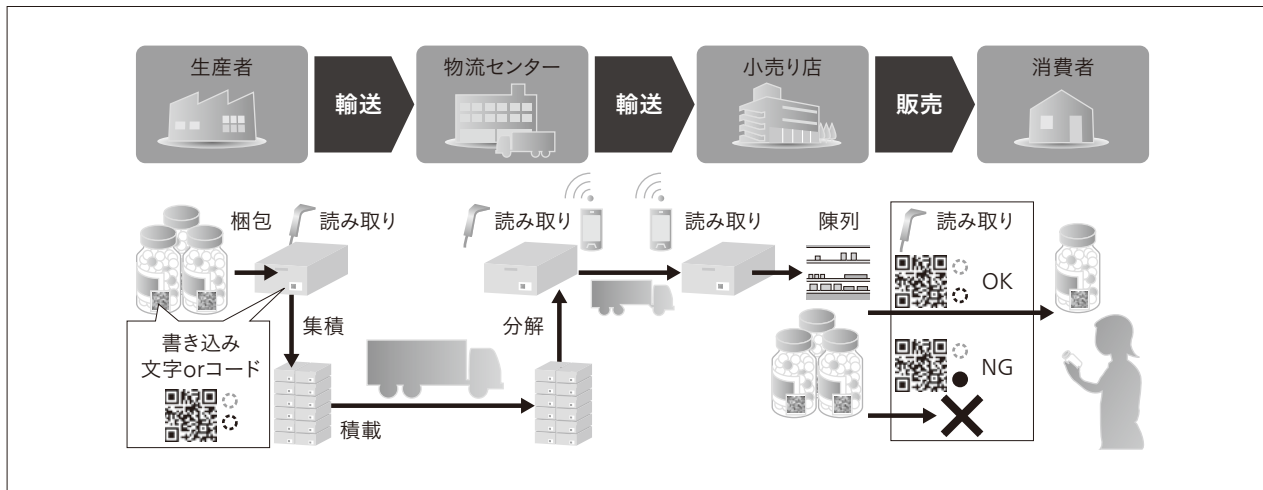 生産者
輸送
物流センター
輸送
小売り店
販売
消費者
梱包
読み取り
読み取り
読み取り
陳列
読み取り
OK
書き込み
文字orコード
集積
積載
分解
NG